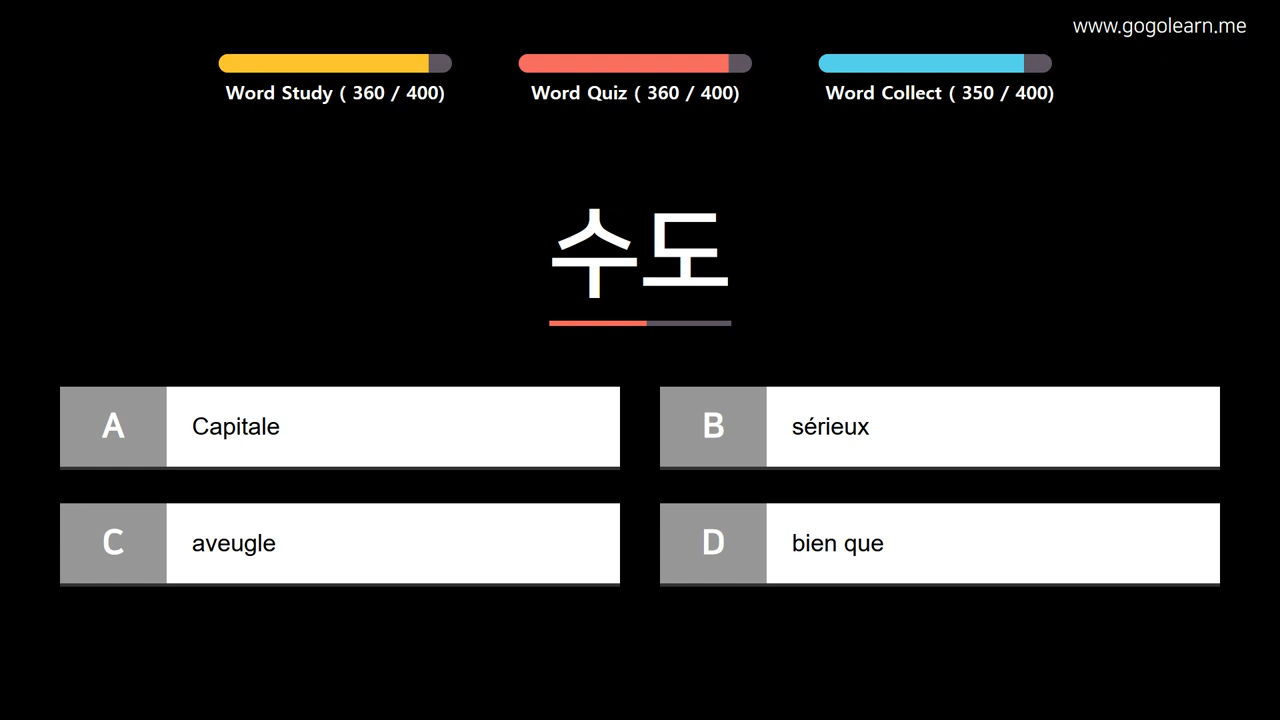 www.gogolearn.me
Word Study ( 360 / 400)
Word Quiz ( 360 / 400)
Word Collect ( 350 / 400)
수도
A Capitale
B sérieux
C aveugle
D bien que